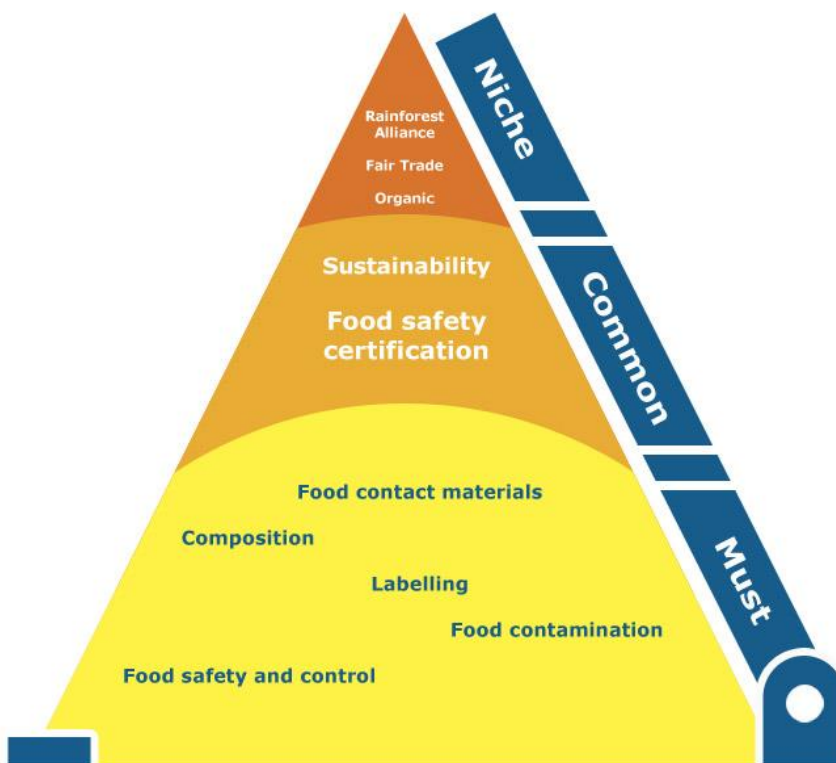 Niche
Rainforest
Alliance
Fair Trade
Organic
Sustainability
Common
Food safety
certification
Food contact materials
Composition
Must
Labelling
Food contamination
Food safety and control